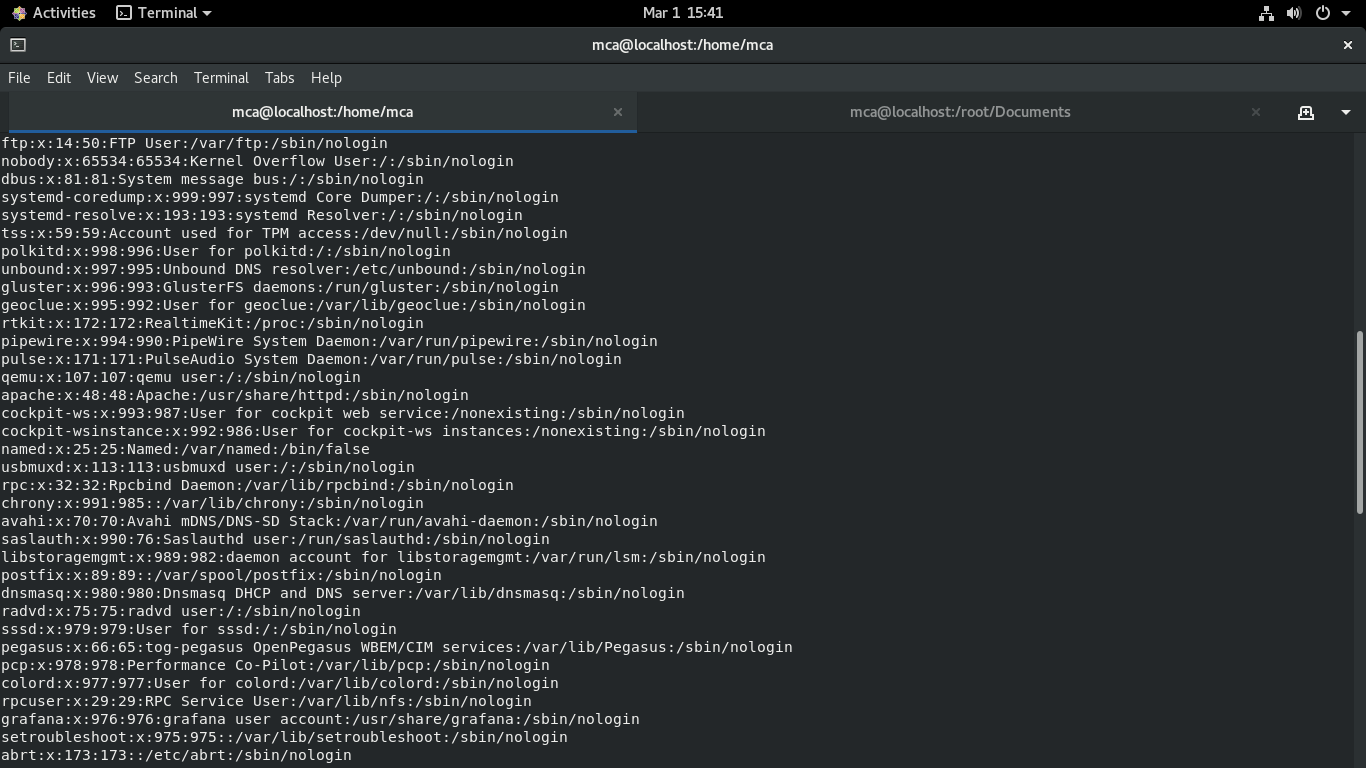 Activities Terminal Mar 1 15:41
mca@localhost:/home/mca ×
File Edit View Search Terminal Tabs Help
mca@localhost:/home/mca × mca@localhost:/root/Documents ×
ftp:x:14:50:FTP User:/var/ftp:/sbin/nologin
nobody:x:65534:65534:Kernel Overflow User:/:/sbin/nologin
dbus:x:81:81:System message bus:/:/sbin/nologin
systemd-coredump:x:999:997:systemd Core Dumper:/:/sbin/nologin
systemd-resolve:x:193:193:systemd Resolver:/:/sbin/nologin
tss:x:59:59:Account used for TPM access:/dev/null:/sbin/nologin
polkitd:x:998:996:User for polkitd:/:/sbin/nologin
unbound:x:997:995:Unbound DNS resolver:/etc/unbound:/sbin/nologin
gluster:x:996:993:GlusterFS daemons:/run/gluster:/sbin/nologin
geoclue:x:995:992:User for geoclue:/var/lib/geoclue:/sbin/nologin
rtkit:x:172:172:RealtimeKit:/proc:/sbin/nologin
pipewire:x:994:990:PipeWire System Daemon:/var/run/pipewire:/sbin/nologin
pulse:x:171:171:PulseAudio System Daemon:/var/run/pulse:/sbin/nologin
qemu:x:107:107:qemu user:/:/sbin/nologin
apache:x:48:48:Apache:/usr/share/httpd:/sbin/nologin
cockpit-ws:x:993:987:User for cockpit web service:/nonexisting:/sbin/nologin
cockpit-wsinstance:x:992:986:User for cockpit-ws instances:/nonexisting:/sbin/nologin
named:x:25:25:Named:/var/named:/bin/false
usbmuxd:x:113:113:usbmuxd user:/:/sbin/nologin
rpc:x:32:32:Rpcbind Daemon:/var/lib/rpcbind:/sbin/nologin
chrony:x:991:985::/var/lib/chrony:/sbin/nologin
avahi:x:70:70:Avahi mDNS/DNS-SD Stack:/var/run/avahi-daemon:/sbin/nologin
saslauth:x:990:76:Saslauthd user:/run/saslauthd:/sbin/nologin
libstoragemgmt:x:989:982:daemon account for libstoragemgmt:/var/run/lsm:/sbin/nologin
postfix:x:89:89::/var/spool/postfix:/sbin/nologin
dnsmasq:x:980:980:Dnsmasq DHCP and DNS server:/var/lib/dnsmasq:/sbin/nologin
radvd:x:75:75:radvd user:/:/sbin/nologin
sssd:x:979:979:User for sssd:/:/sbin/nologin
pegasus:x:66:65:tog-pegasus OpenPegasus WBEM/CIM services:/var/lib/Pegasus:/sbin/nologin
pcp:x:978:978:Performance Co-Pilot:/var/lib/pcp:/sbin/nologin
colord:x:977:977:User for colord:/var/lib/colord:/sbin/nologin
rpcuser:x:29:29:RPC Service User:/var/lib/nfs:/sbin/nologin
grafana:x:976:976:grafana user account:/usr/share/grafana:/sbin/nologin
setroubleshoot:x:975:975::/var/lib/setroubleshoot:/sbin/nologin
abrt:x:173:173::/etc/abrt:/sbin/nologin